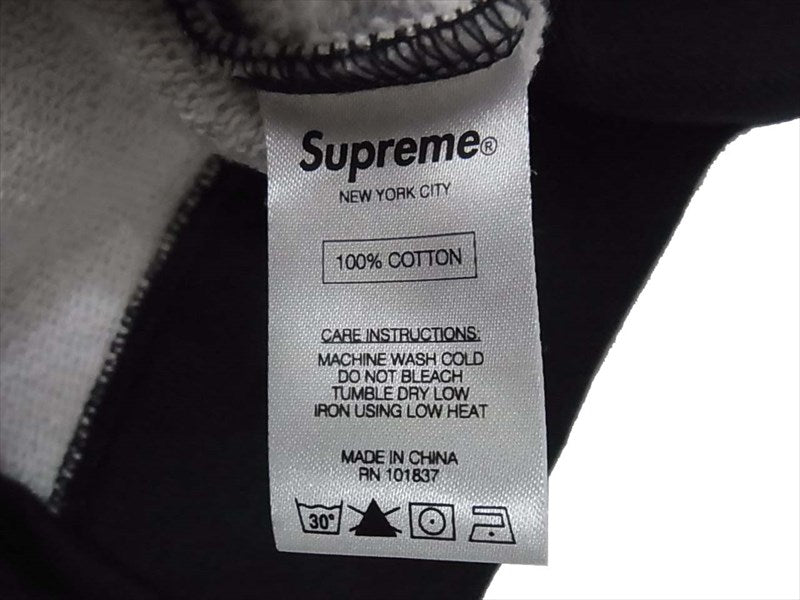 Supreme®
NEW YORK CITY
100% COTTON
CARE INSTRUCTIONS:
MACHINE WASH COLD
DO NOT BLEACH
TUMBLE DRY LOW
IRON USING LOW HEAT
MADE IN CHINA
RN 101837
30°